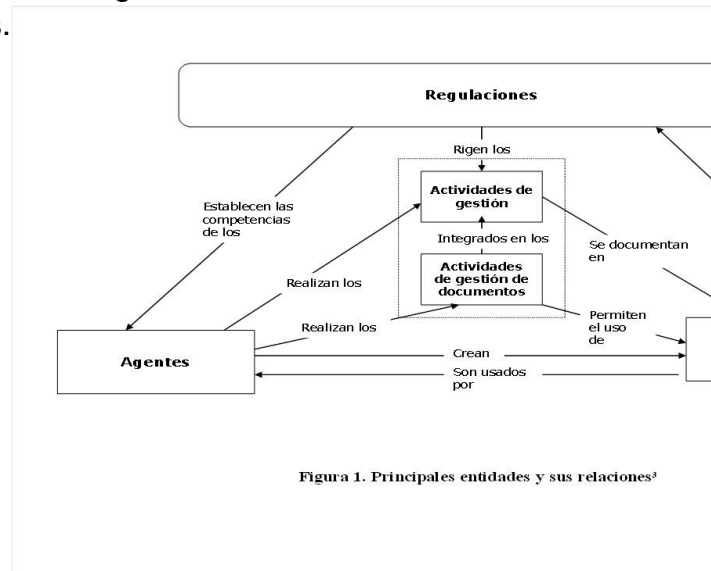 Regulaciones
Rigen los
Actividades de
gestión
Establecen las
competencias
de los
Integrados en los
Se documentan
en
Actividades
de gestión de
documentos
Realizan los
Realizan los
Permiten
el uso
de
Agentes
Crean
Son usados
por
Figura 1. Principales entidades y sus relaciones³